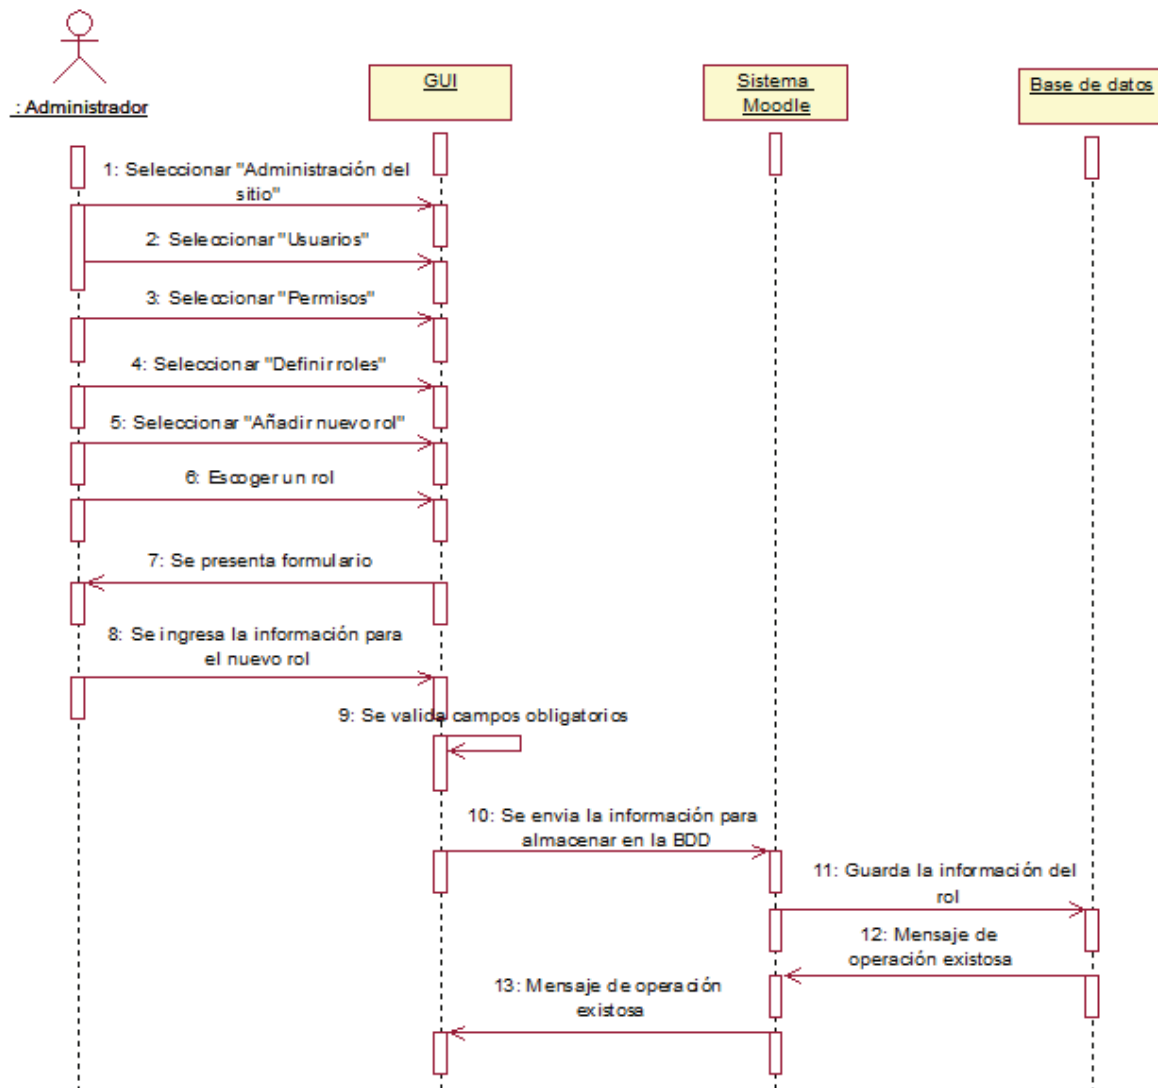 : Administrador
GUI
Sistema
Moodle
Base de datos
1: Seleccionar "Administración del
sitio"
2: Seleccionar "Usuarios"
3: Seleccionar "Permisos"
4: Seleccionar "Definir roles"
5: Seleccionar "Añadir nuevo rol"
6: Escoger un rol
7: Se presenta formulario
8: Se ingresa la información para
el nuevo rol
9: Se valida campos obligatorios
10: Se envia la información para
almacenar en la BDD
11: Guarda la información del
rol
12: Mensaje de
operación existosa
13: Mensaje de operación
existosa